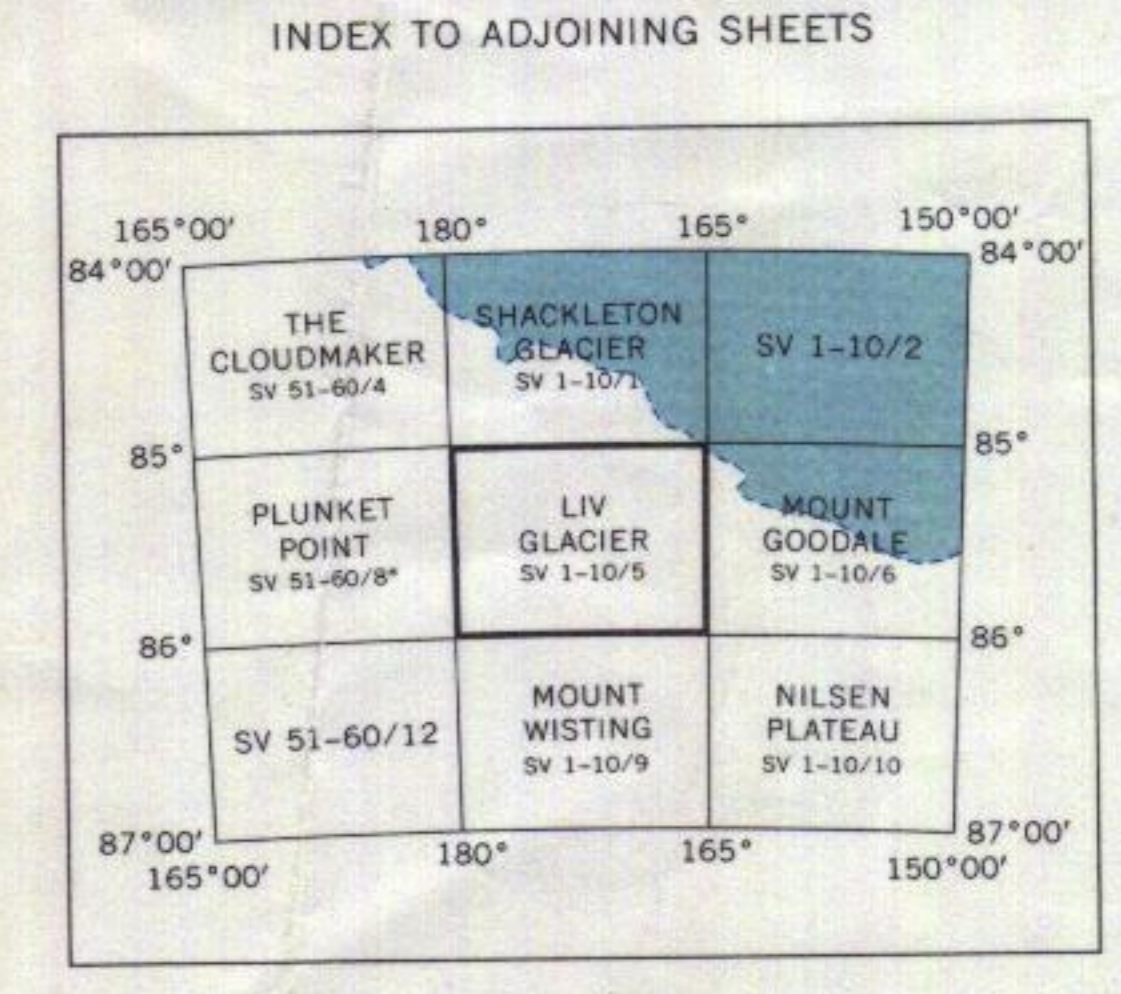 INDEX TO ADJOINING SHEETS
165°00′ 180° 165° 150°00′
84°00′ 84°00′
THE
CLOUDMAKER
SV 51-60/4
SHACKLETON
GLACIER
SV 1-10/1
SV 1-10/2
85° 85°
PLUNKET
POINT
SV 51-60/8*
LIV
GLACIER
SV 1-10/5
MOUNT
GOODALE
SV 1-10/6
86° 86°
SV 51-60/12
MOUNT
WISTING
SV 1-10/9
NILSEN
PLATEAU
SV 1-10/10
87°00′ 87°00′
165°00′ 180° 165° 150°00′